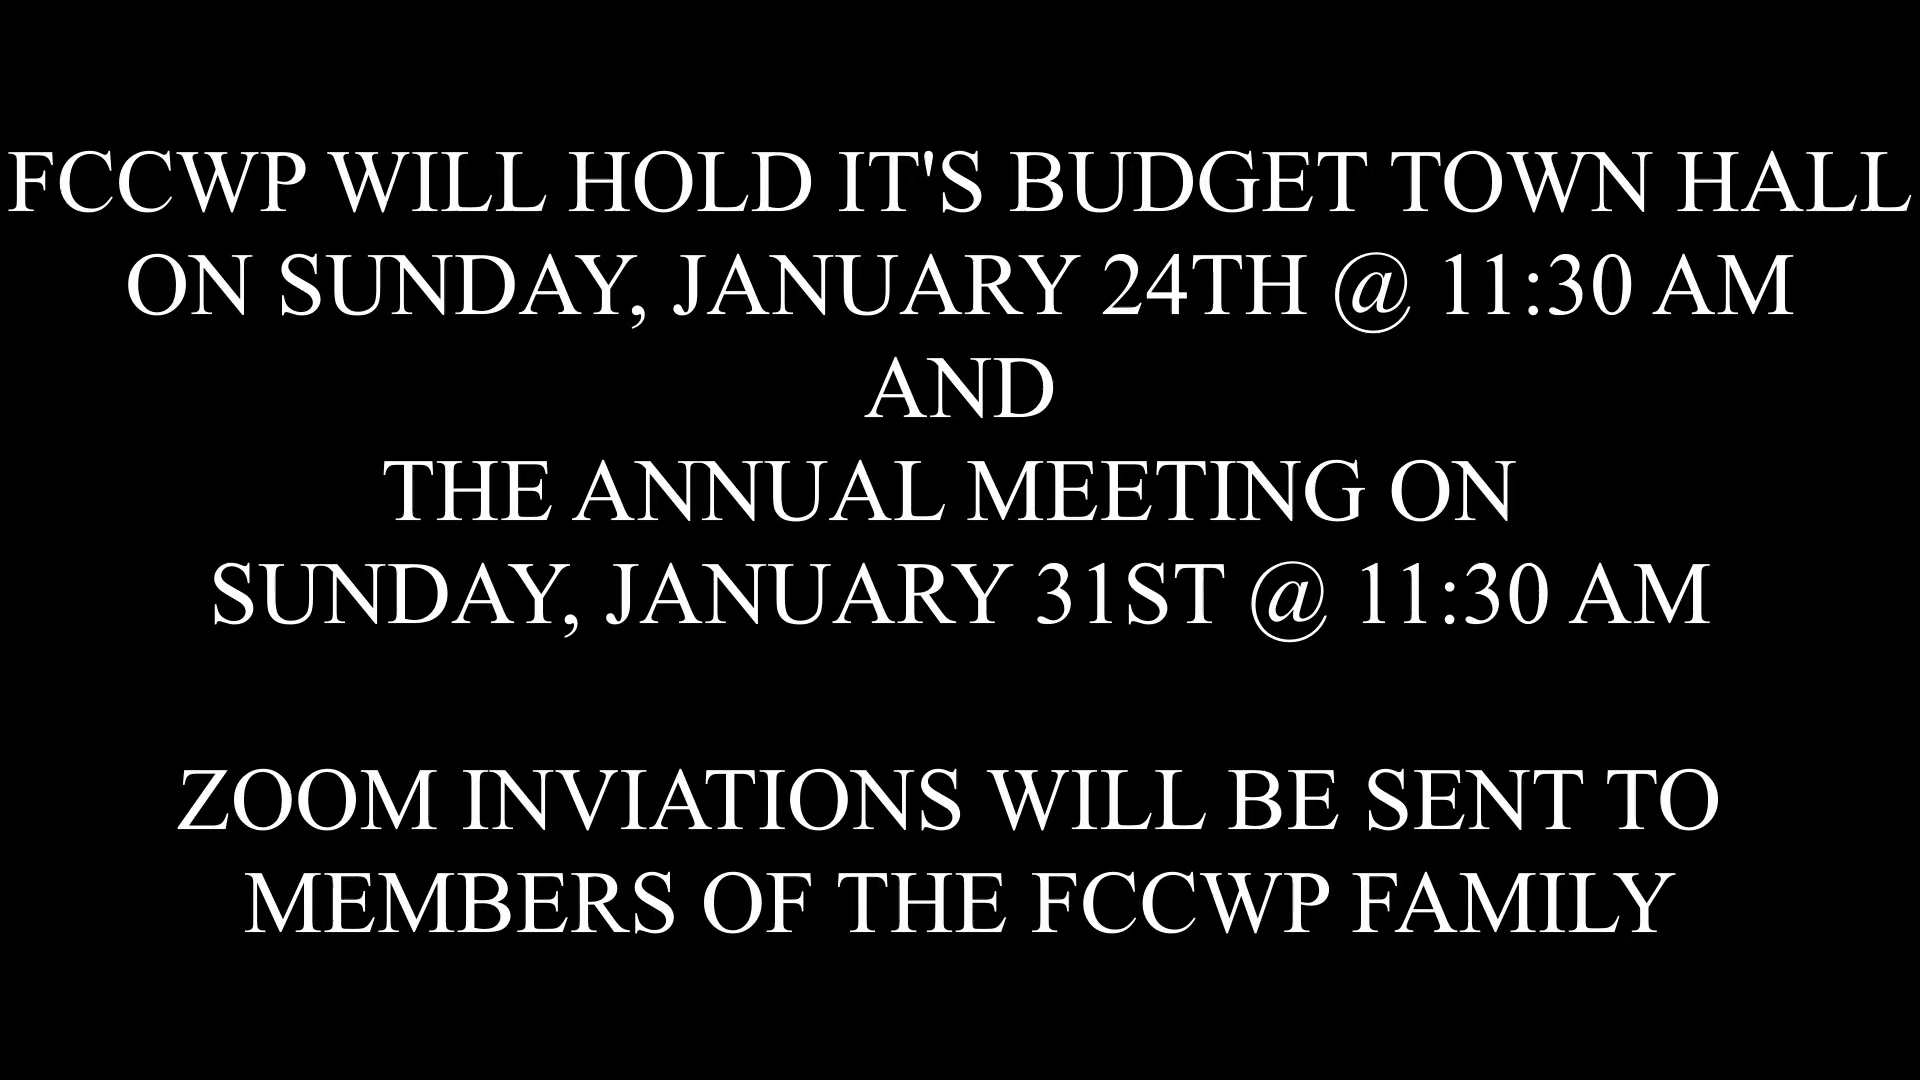 FCCWP WILL HOLD IT'S BUDGET TOWN HALL
ON SUNDAY, JANUARY 24TH @ 11:30 AM
AND
THE ANNUAL MEETING ON
SUNDAY, JANUARY 31ST @ 11:30 AM
ZOOM INVIATIONS WILL BE SENT TO
MEMBERS OF THE FCCWP FAMILY